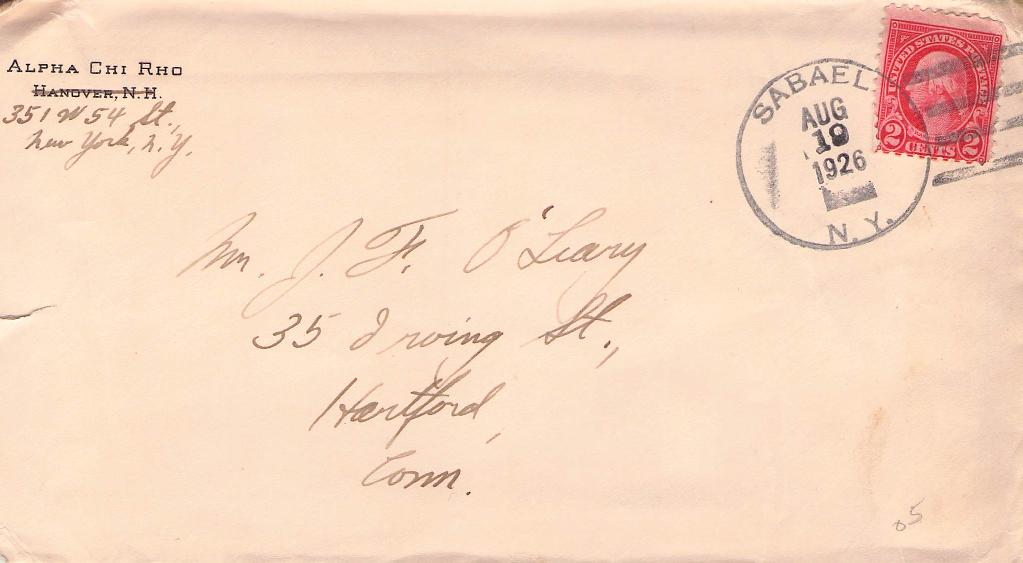 ALPHA CHI RHO
HANOVER, N.H.
351 W 54 St.,
New York, N.Y.
SABAEL
AUG
19
1926
N.Y.
UNITED STATES POSTAGE
2 CENTS 2
Mr. J. F. O'Leary
35 Irving St.,
Hartford,
Conn.
05